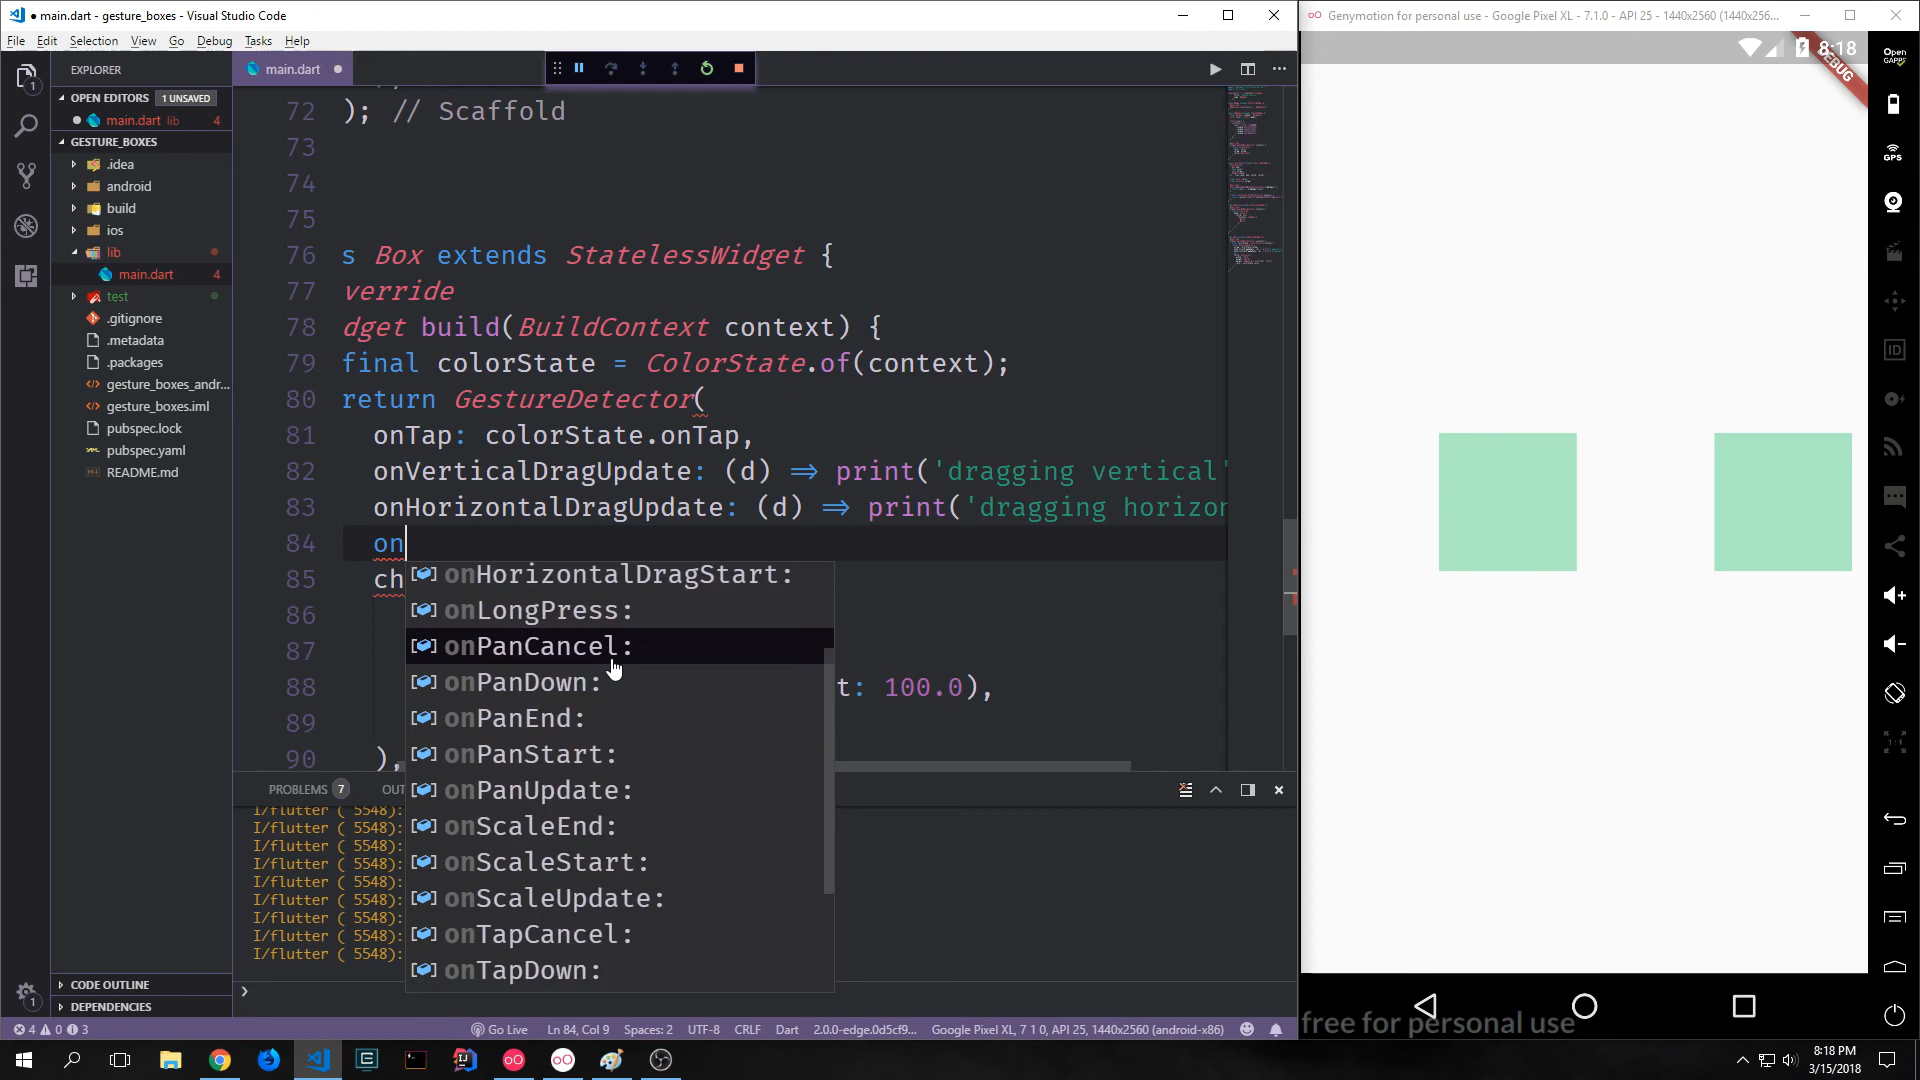 ● main.dart - gesture_boxes - Visual Studio Code
File Edit Selection View Go Debug Tasks Help
EXPLORER
OPEN EDITORS 1 UNSAVED
main.dart lib 4
GESTURE_BOXES
.idea
android
build
ios
lib
main.dart 4
test
.gitignore
.metadata
.packages
gesture_boxes_andr...
gesture_boxes.iml
pubspec.lock
pubspec.yaml
README.md
CODE OUTLINE
DEPENDENCIES
main.dart
72 ); // Scaffold
73
74
75
76 s Box extends StatelessWidget {
77 verride
78 dget build(BuildContext context) {
79 final colorState = ColorState.of(context);
80 return GestureDetector(
81 onTap: colorState.onTap,
82 onVerticalDragUpdate: (d) => print('dragging vertical'
83 onHorizontalDragUpdate: (d) => print('dragging horizon
84 on
85 ch
86
87
88 t: 100.0),
89
90 ),
onHorizontalDragStart:
onLongPress:
onPanCancel:
onPanDown:
onPanEnd:
onPanStart:
onPanUpdate:
onScaleEnd:
onScaleStart:
onScaleUpdate:
onTapCancel:
onTapDown:
PROBLEMS 7 OUT
I/flutter ( 5548):
I/flutter ( 5548):
I/flutter ( 5548):
I/flutter ( 5548):
I/flutter ( 5548):
I/flutter ( 5548):
I/flutter ( 5548):
I/flutter ( 5548):
I/flutter ( 5548):
4 0 3 Go Live Ln 84, Col 9 Spaces: 2 UTF-8 CRLF Dart 2.0.0-edge.0d5cf9... Google Pixel XL, 7 1 0, API 25, 1440x2560 (android-x86)
Genymotion for personal use - Google Pixel XL - 7.1.0 - API 25 - 1440x2560 (1440x256...
8:18
DEBUG
Open GAPPS
GPS
ID
1:1
free for personal use
8:18 PM
3/15/2018